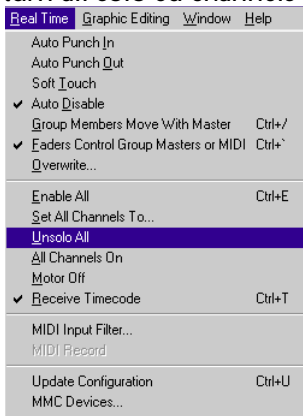 Real Time Graphic Editing Window Help
Auto Punch In
Auto Punch Out
Soft Touch
✓ Auto Disable
Group Members Move With Master Ctrl+/
✓ Faders Control Group Masters or MIDI Ctrl+`
Overwrite...
Enable All Ctrl+E
Set All Channels To...
Unsolo All
All Channels On
Motor Off
✓ Receive Timecode Ctrl+T
MIDI Input Filter...
MIDI Record
Update Configuration Ctrl+U
MMC Devices...